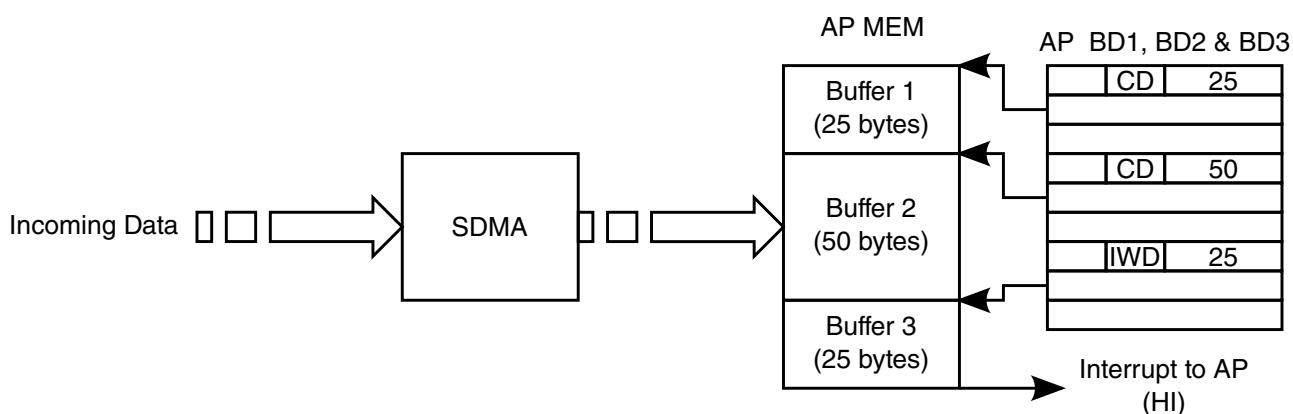 AP MEM
AP BD1, BD2 & BD3
CD 25
Buffer 1
(25 bytes)
CD 50
Incoming Data
SDMA
Buffer 2
(50 bytes)
IWD 25
Buffer 3
(25 bytes)
Interrupt to AP
(HI)